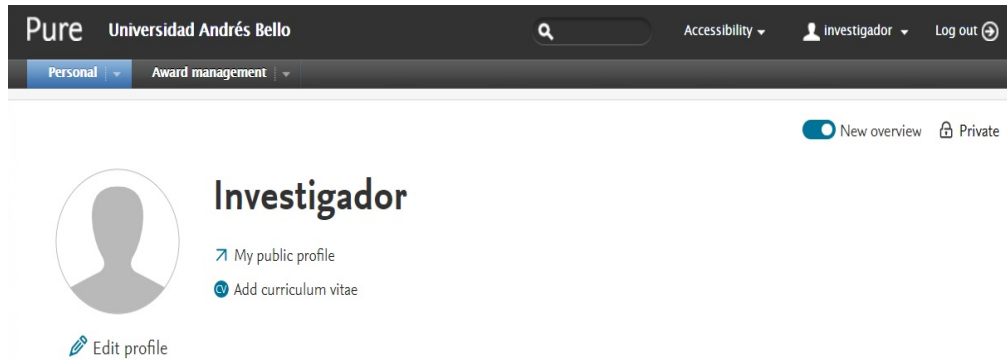 Pure Universidad Andrés Bello Accessibility investigador Log out
Personal Award management
New overview Private
Investigador
My public profile
CV Add curriculum vitae
Edit profile